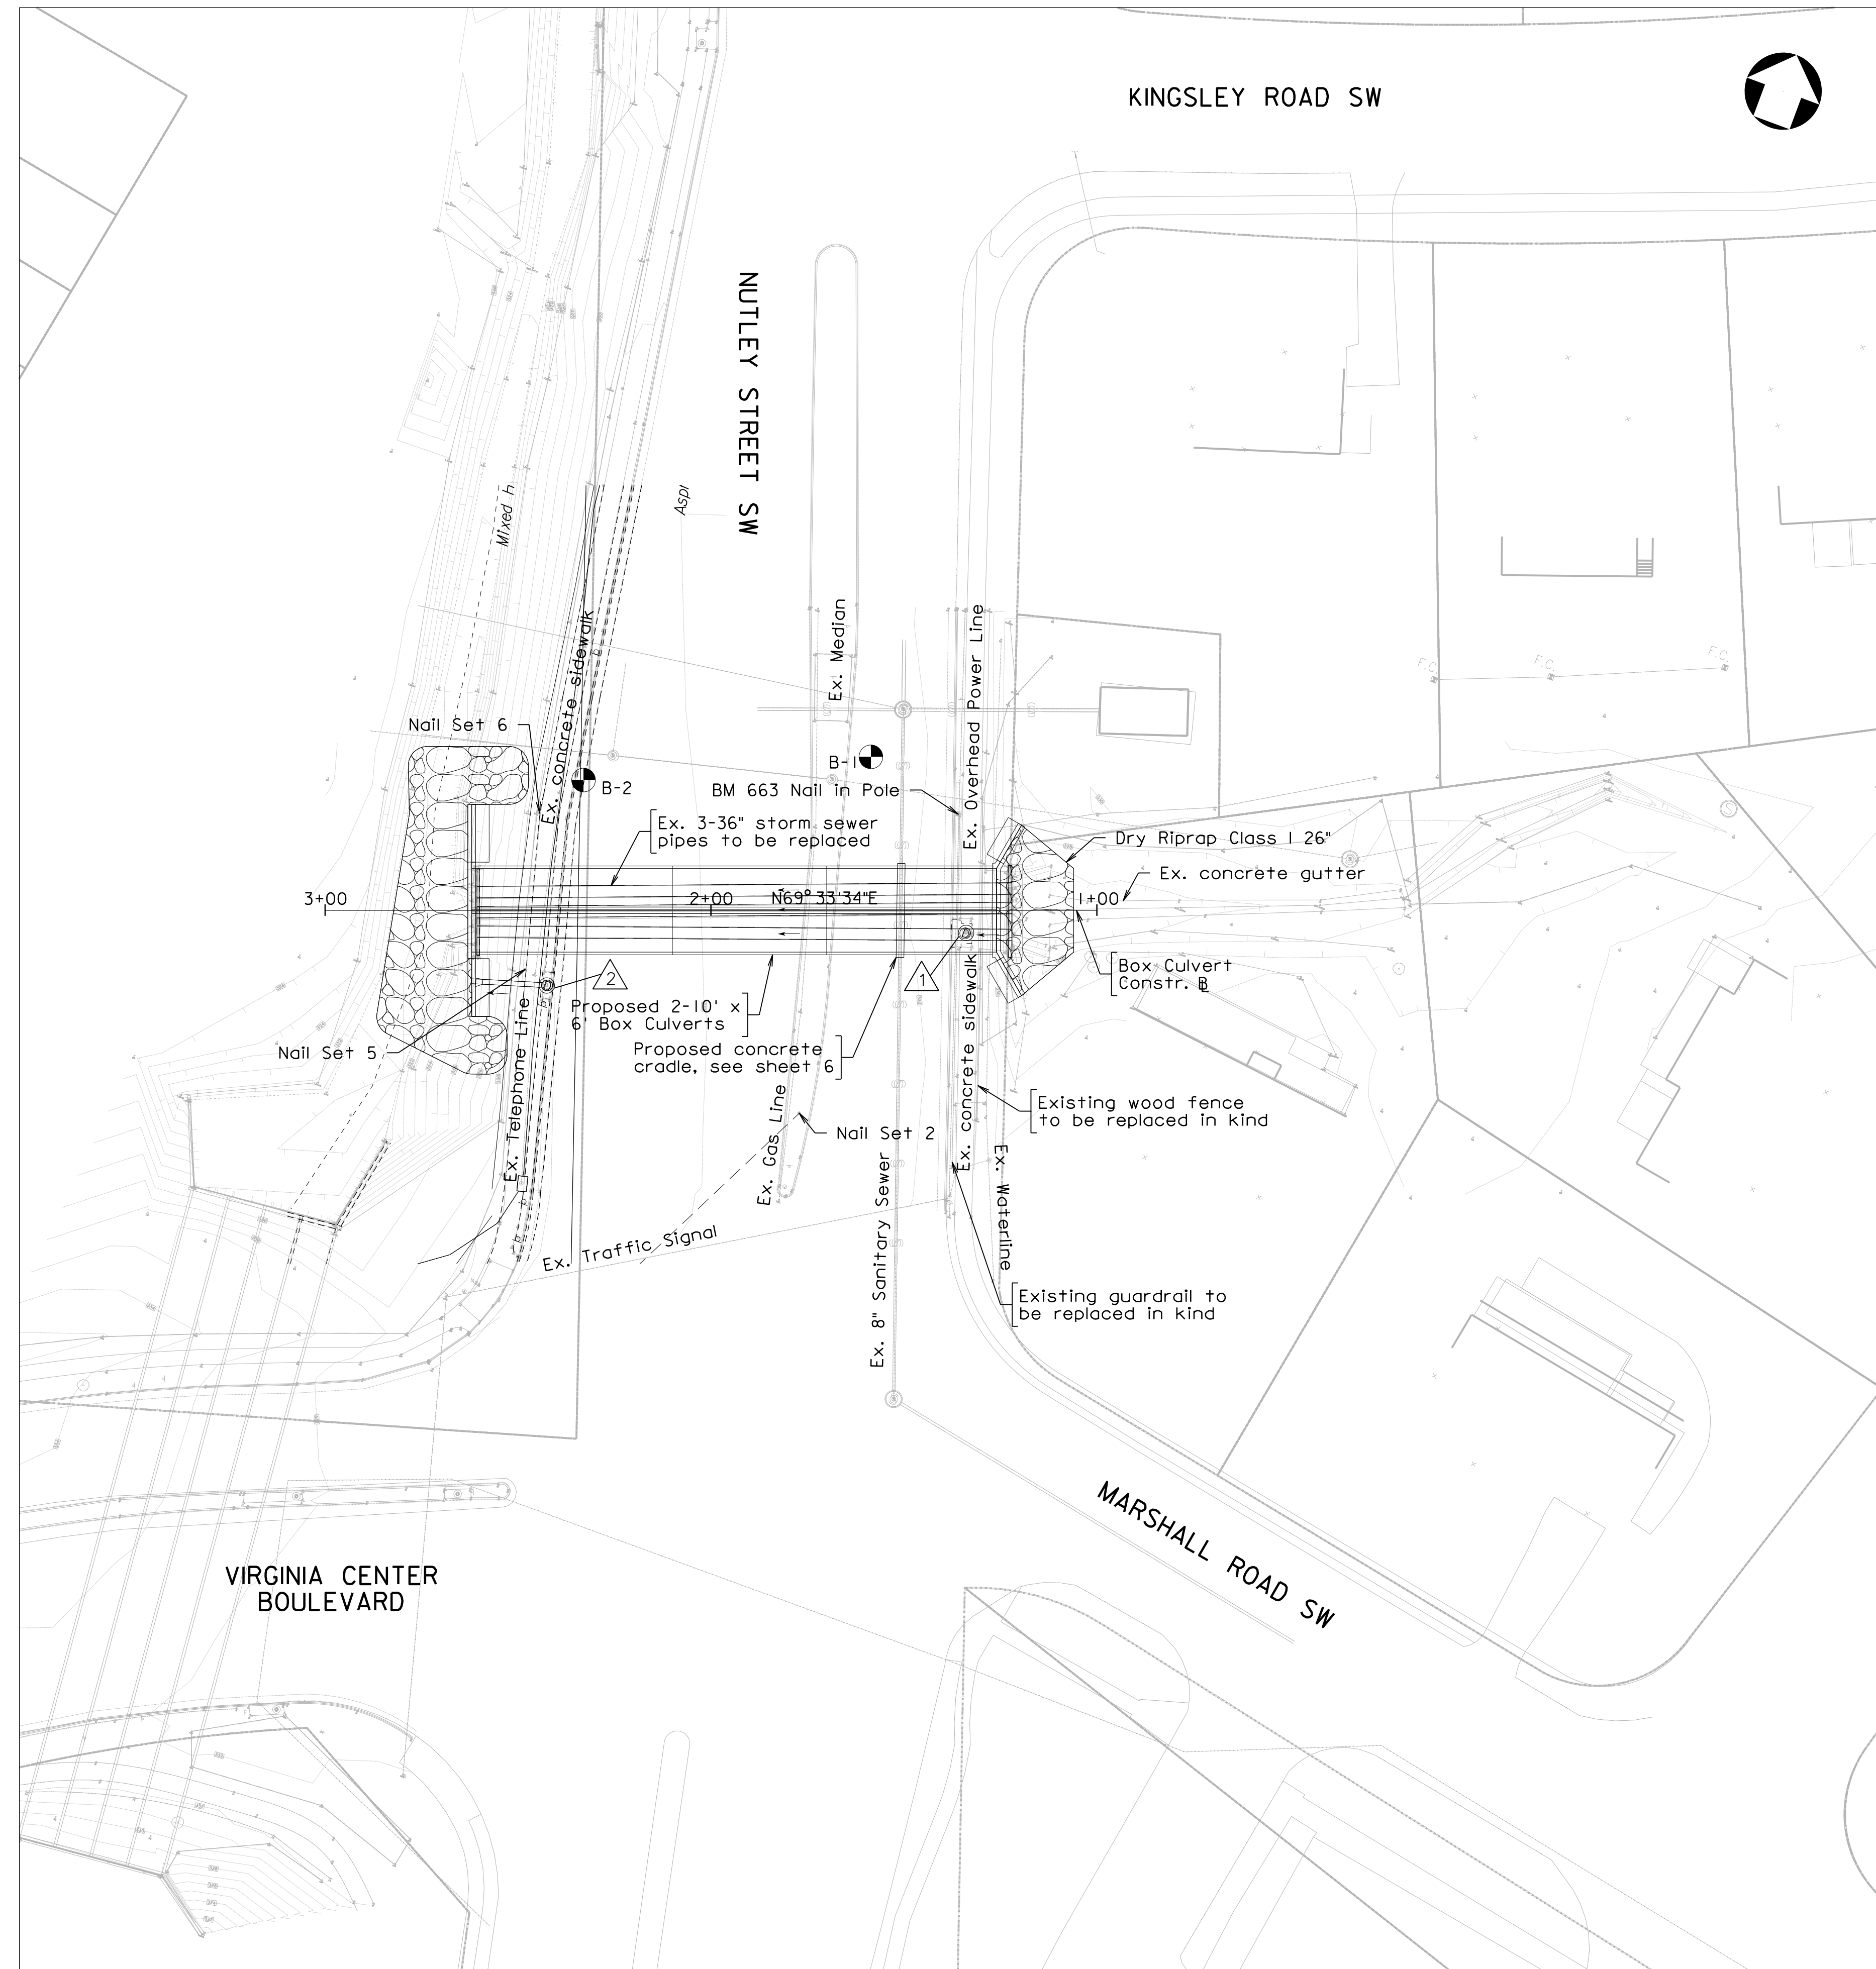 KINGSLEY ROAD SW
NUTLEY STREET SW
Mixed h
Aspl
Ex. concrete sidewalk
Ex. Median
Ex. Overhead Power Line
F.C.
F.C.
F.C.
Nail Set 6
B-1
B-2
BM 663 Nail in Pole
Ex. 3-36" storm sewer
pipes to be replaced
Dry Riprap Class I 26"
Ex. concrete gutter
3+00
2+00
N69° 33'34"E
1+00
Box Culvert
Constr. BL
2
1
Proposed 2-10' x
6' Box Culverts
Proposed concrete
cradle, see sheet 6
Nail Set 5
Ex. Telephone Line
Ex. Gas Line
Nail Set 2
Ex. concrete sidewalk
Existing wood fence
to be replaced in kind
Ex. Waterline
Ex. Traffic Signal
Ex. 8" Sanitary Sewer
Existing guardrail to
be replaced in kind
MARSHALL ROAD SW
VIRGINIA CENTER
BOULEVARD